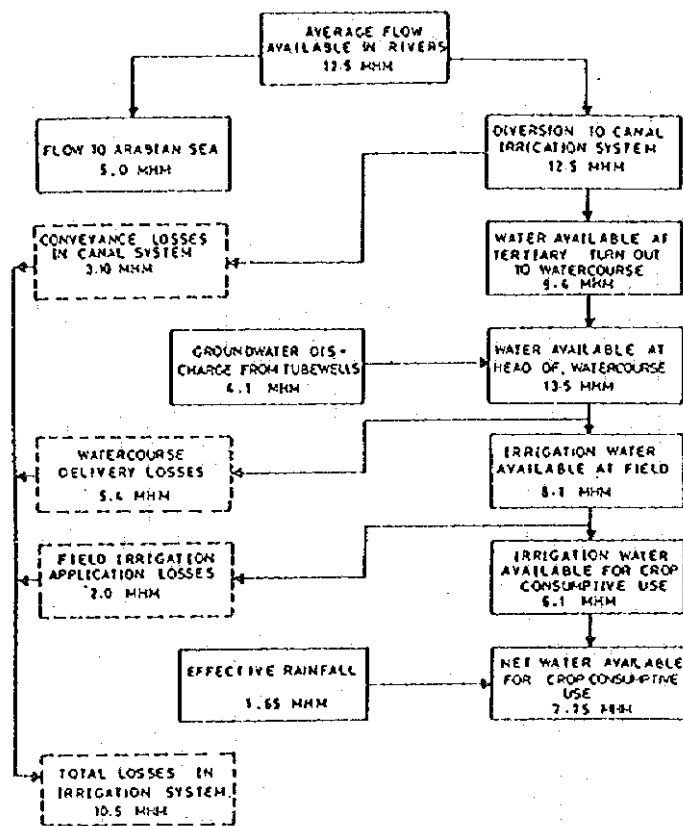 AVERAGE FLOW
AVAILABLE IN RIVERS
12.5 MHM
FLOW TO ARABIAN SEA
5.0 MHM
DIVERSION TO CANAL
IRRIGATION SYSTEM
12.5 MHM
CONVEYANCE LOSSES
IN CANAL SYSTEM
3.10 MHM
WATER AVAILABLE AT
TERTIARY TURN OUT
TO WATERCOURSE
9.4 MHM
GROUNDWATER DIS-
CHARGE FROM TUBEWELLS
4.1 MHM
WATER AVAILABLE AT
HEAD OF, WATERCOURSE
13.5 MHM
WATERCOURSE
DELIVERY LOSSES
5.4 MHM
IRRIGATION WATER
AVAILABLE AT FIELD
8.1 MHM
FIELD IRRIGATION
APPLICATION LOSSES
2.0 MHM
IRRIGATION WATER
AVAILABLE FOR CROP
CONSUMPTIVE USE
6.1 MHM
EFFECTIVE RAINFALL
1.65 MHM
NET WATER AVAILABLE
FOR CROP CONSUMPTIVE
USE
7.75 MHM
TOTAL LOSSES IN
IRRIGATION SYSTEM
10.5 MHM